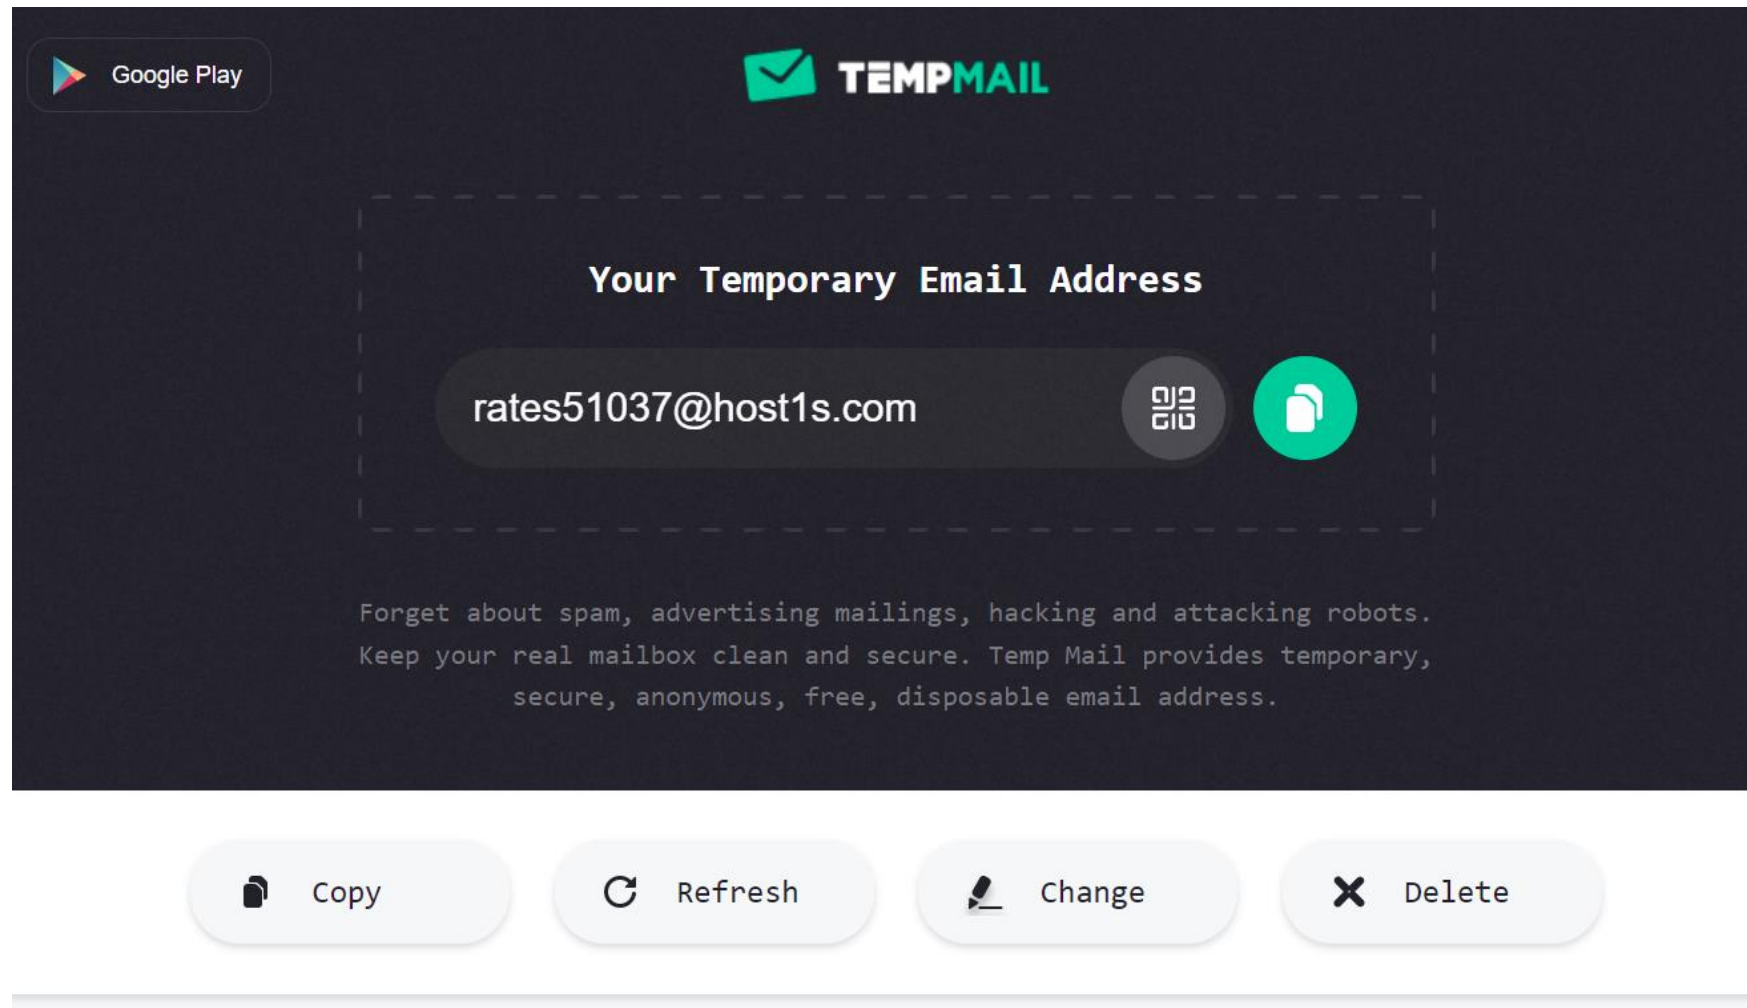 Google Play
TEMPMAIL
Your Temporary Email Address
rates51037@host1s.com
Forget about spam, advertising mailings, hacking and attacking robots.
Keep your real mailbox clean and secure. Temp Mail provides temporary,
secure, anonymous, free, disposable email address.
Copy
Refresh
Change
Delete